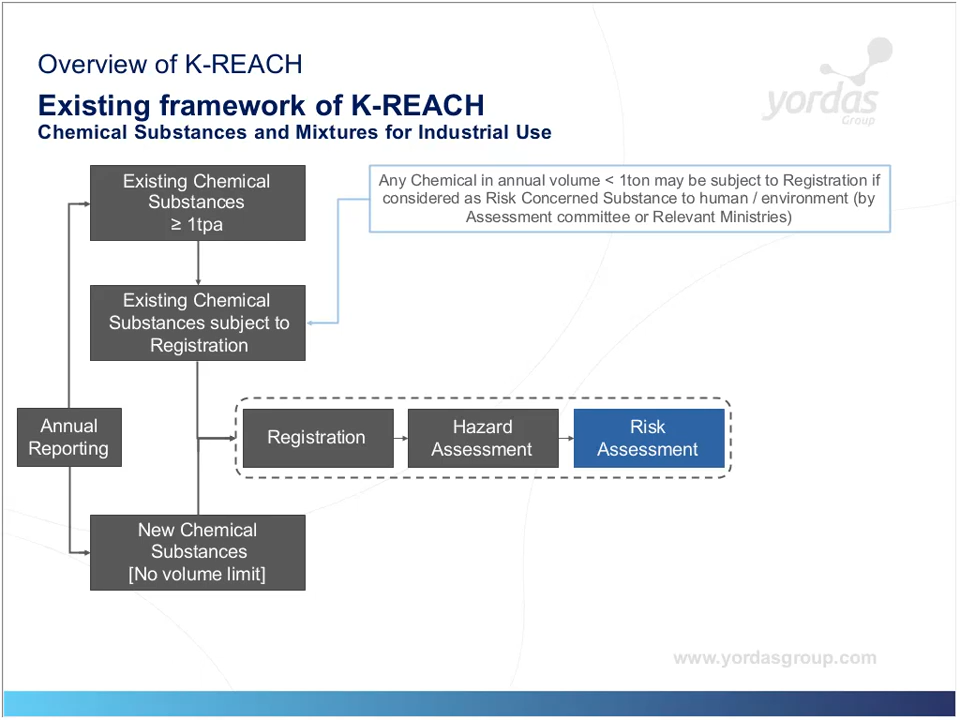 Overview of K-REACH
Existing framework of K-REACH
Chemical Substances and Mixtures for Industrial Use
yordas
Group
Existing Chemical
Substances
≥ 1tpa
Any Chemical in annual volume < 1ton may be subject to Registration if
considered as Risk Concerned Substance to human / environment (by
Assessment committee or Relevant Ministries)
Existing Chemical
Substances subject to
Registration
Annual
Reporting
Registration
Hazard
Assessment
Risk
Assessment
New Chemical
Substances
[No volume limit]
www.yordasgroup.com